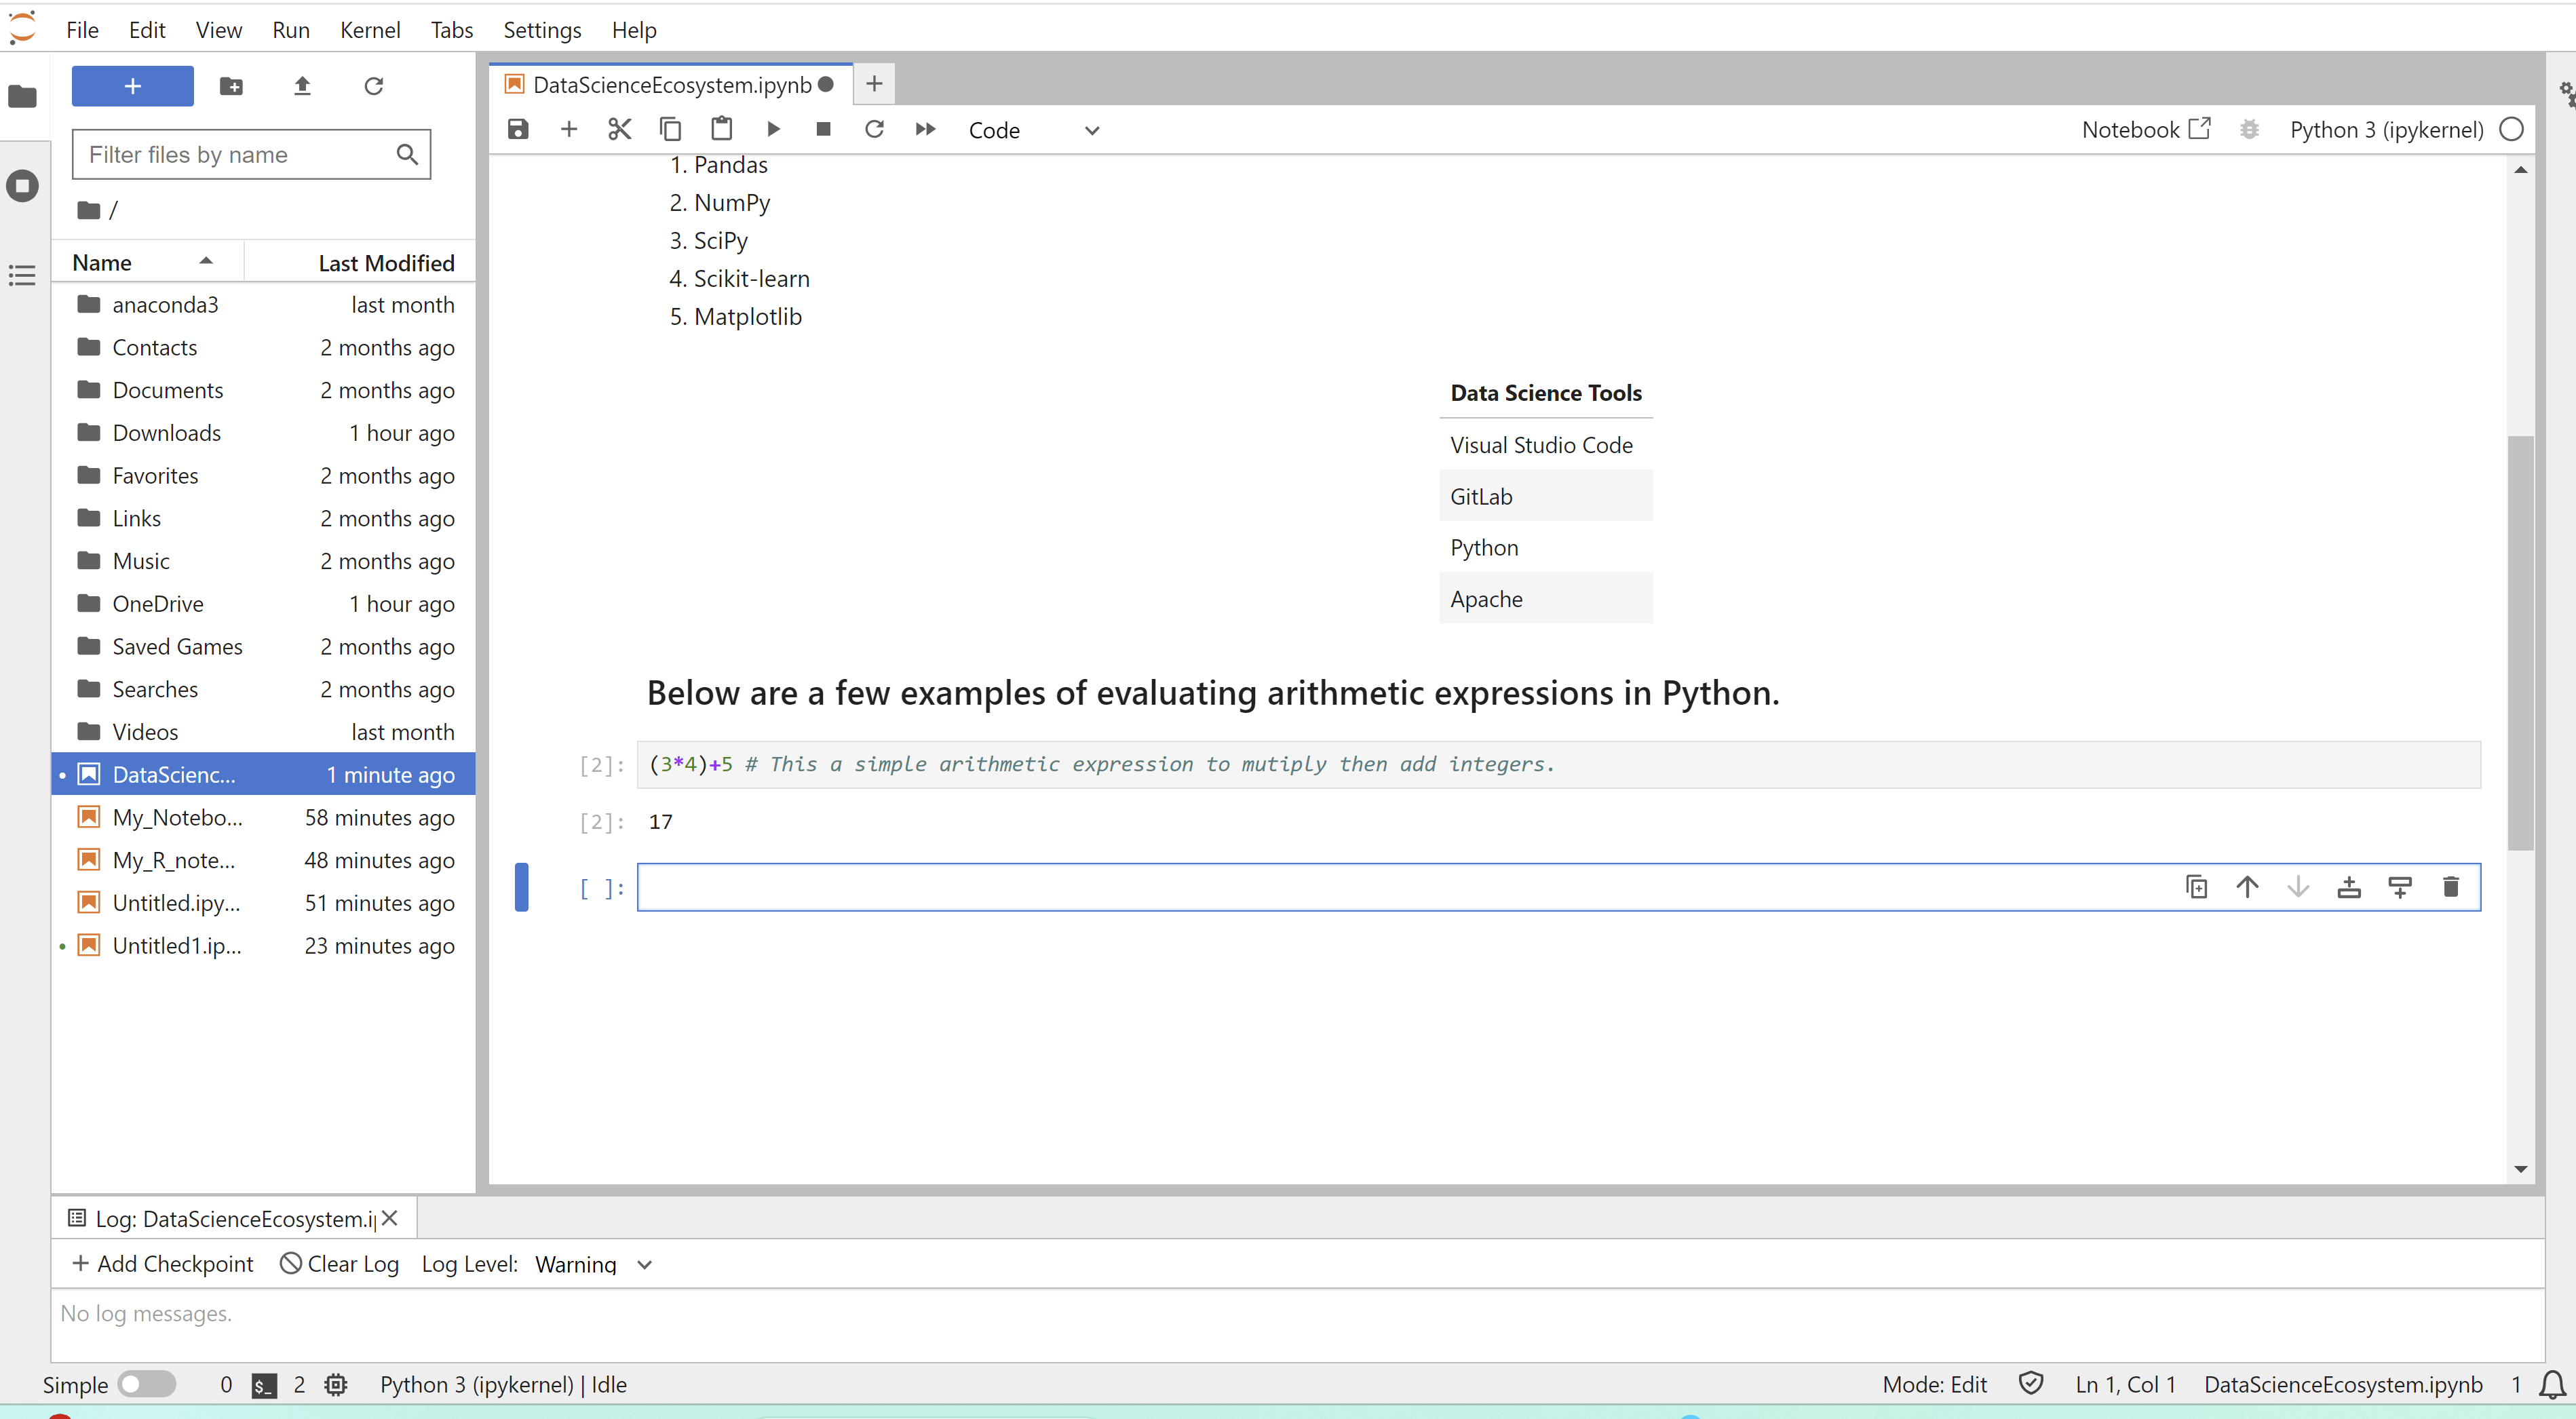 File Edit View Run Kernel Tabs Settings Help
Filter files by name
/
Name Last Modified
anaconda3 last month
Contacts 2 months ago
Documents 2 months ago
Downloads 1 hour ago
Favorites 2 months ago
Links 2 months ago
Music 2 months ago
OneDrive 1 hour ago
Saved Games 2 months ago
Searches 2 months ago
Videos last month
DataScienc... 1 minute ago
My_Notebo... 58 minutes ago
My_R_note... 48 minutes ago
Untitled.ipy... 51 minutes ago
Untitled1.ip... 23 minutes ago
DataScienceEcosystem.ipynb
Code Notebook Python 3 (ipykernel)
1. Pandas
2. NumPy
3. SciPy
4. Scikit-learn
5. Matplotlib
Data Science Tools
Visual Studio Code
GitLab
Python
Apache
Below are a few examples of evaluating arithmetic expressions in Python.
[2]: (3*4)+5 # This a simple arithmetic expression to mutiply then add integers.
[2]: 17
[ ]:
Log: DataScienceEcosystem.i
+ Add Checkpoint Clear Log Log Level: Warning
No log messages.
Simple 0 $_ 2 Python 3 (ipykernel) | Idle Mode: Edit Ln 1, Col 1 DataScienceEcosystem.ipynb 1